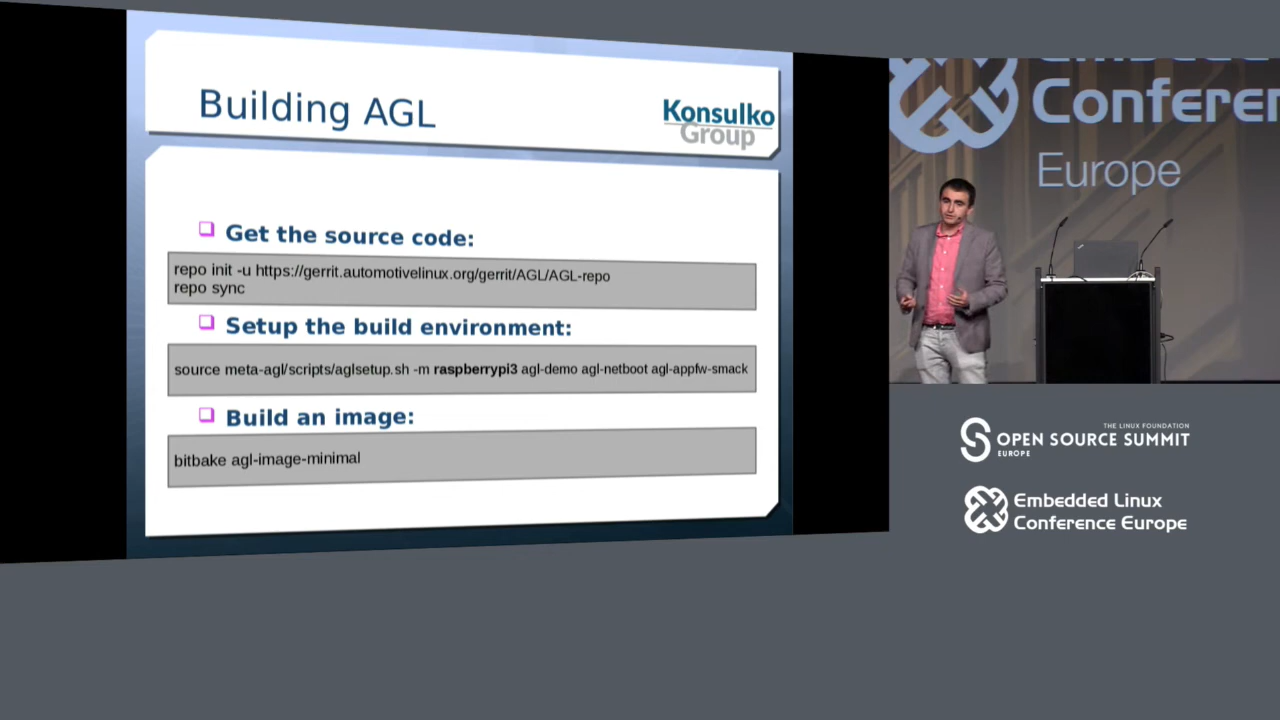 Building AGL
Konsulko
Group
Get the source code:
repo init -u https://gerrit.automotivelinux.org/gerrit/AGL/AGL-repo
repo sync
Setup the build environment:
source meta-agl/scripts/aglsetup.sh -m raspberrypi3 agl-demo agl-netboot agl-appfw-smack
Build an image:
bitbake agl-image-minimal
Conferen
Europe
THE LINUX FOUNDATION
OPEN SOURCE SUMMIT
EUROPE
Embedded Linux
Conference Europe